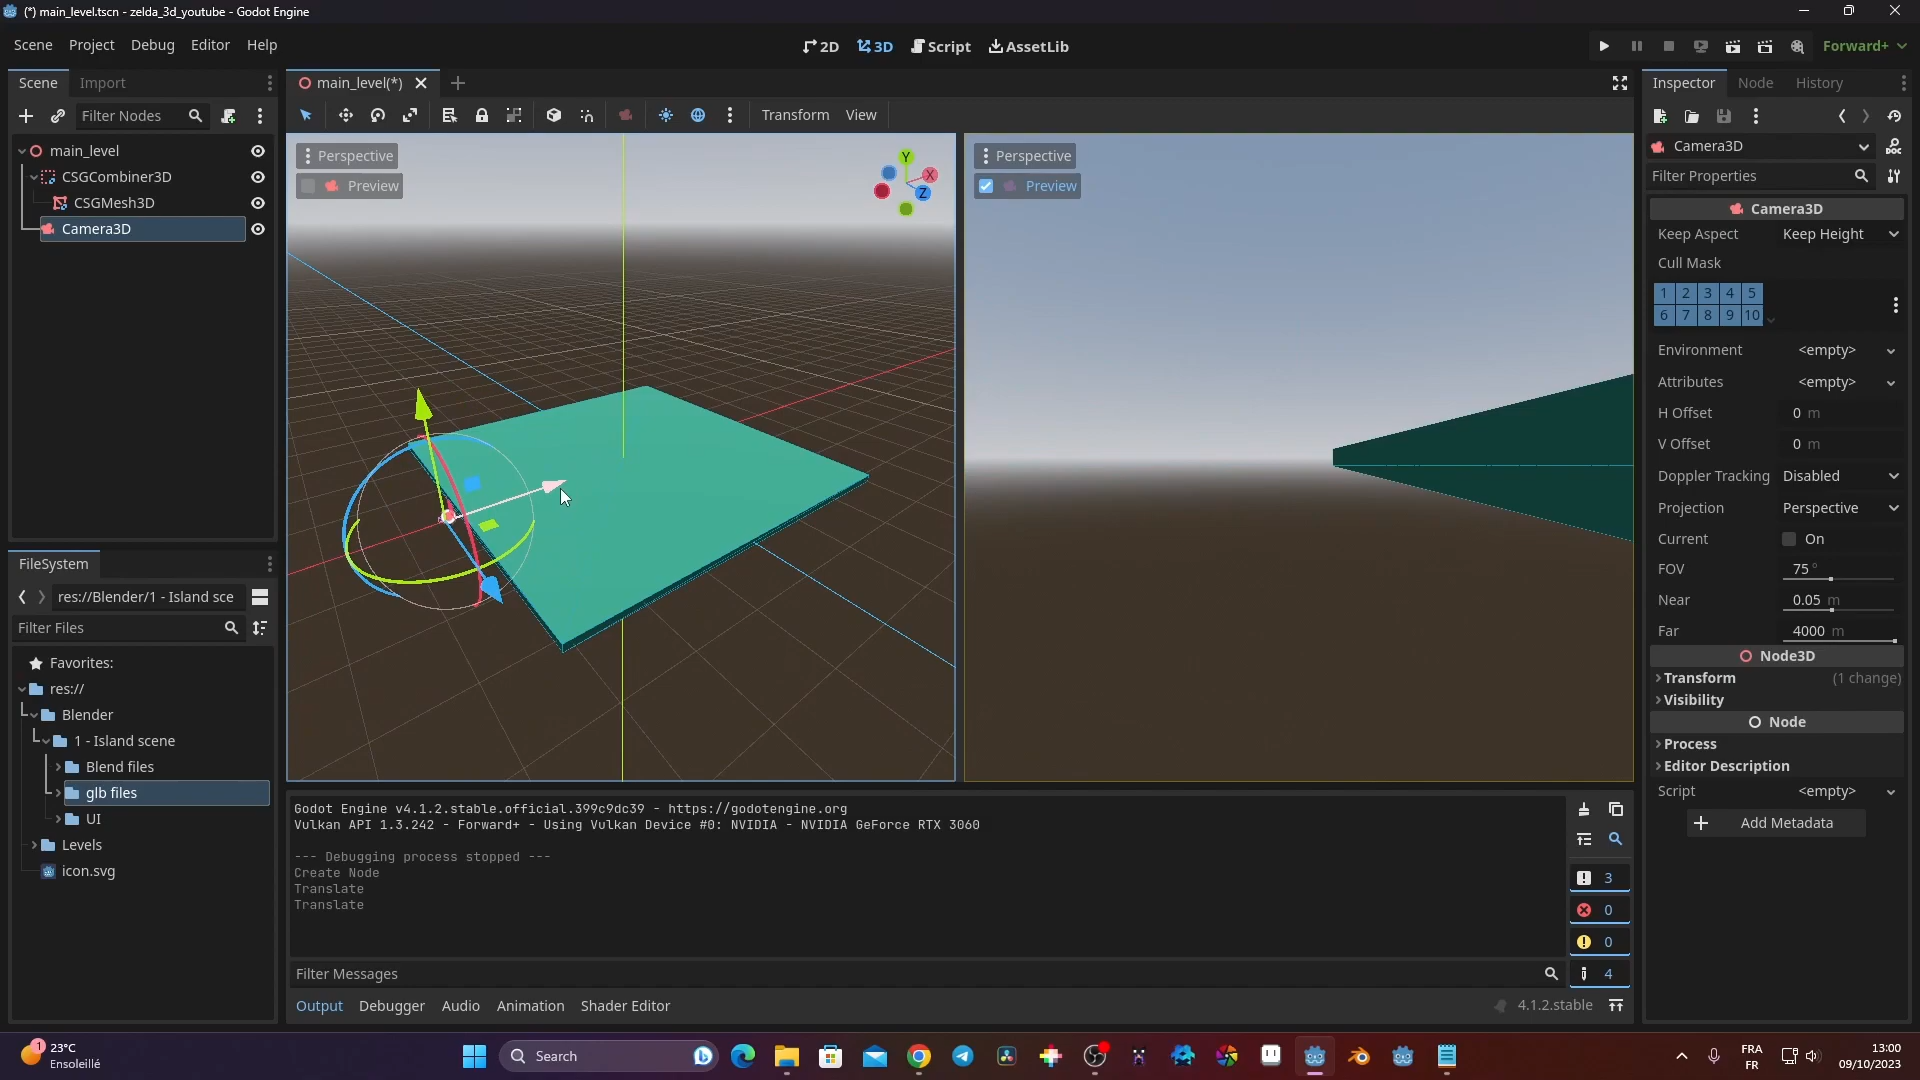 (*) main_level.tscn - zelda_3d_youtube - Godot Engine
Scene Project Debug Editor Help
2D 3D Script AssetLib
Forward+
Scene Import
main_level(*)
Inspector Node History
Filter Nodes
Transform View
main_level
CSGCombiner3D
CSGMesh3D
Camera3D
Perspective
Preview
Y
X
Z
Perspective
Preview
Camera3D
Filter Properties
Camera3D
Keep Aspect Keep Height
Cull Mask
1 2 3 4 5
6 7 8 9 10
Environment <empty>
Attributes <empty>
H Offset 0 m
V Offset 0 m
Doppler Tracking Disabled
Projection Perspective
Current On
FOV 75 °
Near 0.05 m
Far 4000 m
Node3D
Transform (1 change)
Visibility
Node
Process
Editor Description
Script <empty>
Add Metadata
FileSystem
res://Blender/1 - Island sce
Filter Files
Favorites:
res://
Blender
1 - Island scene
Blend files
glb files
UI
Levels
icon.svg
Godot Engine v4.1.2.stable.official.399c9dc39 - https://godotengine.org
Vulkan API 1.3.242 - Forward+ - Using Vulkan Device #0: NVIDIA - NVIDIA GeForce RTX 3060
--- Debugging process stopped ---
Create Node
Translate
Translate
3
0
0
4
Filter Messages
Output Debugger Audio Animation Shader Editor
4.1.2.stable
1
23°C
Ensoleillé
Search
FRA
FR
13:00
09/10/2023